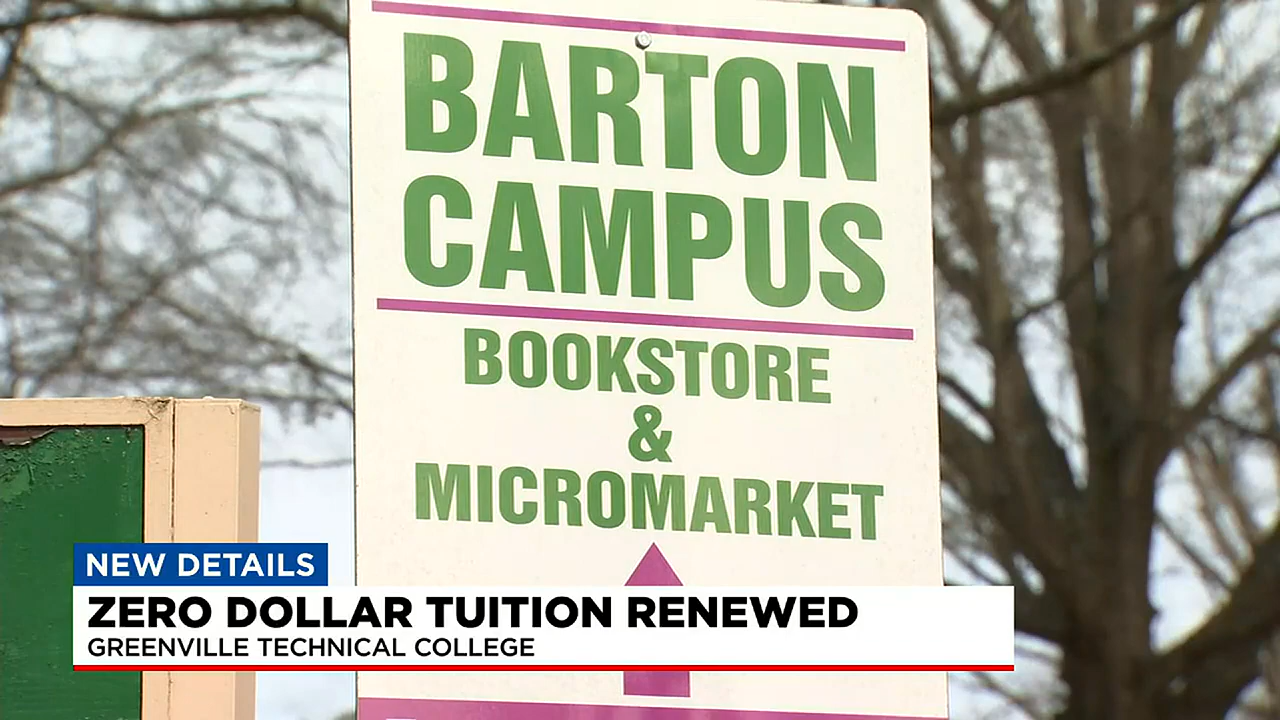 BARTON
CAMPUS
BOOKSTORE
&
MICROMARKET
NEW DETAILS
ZERO DOLLAR TUITION RENEWED
GREENVILLE TECHNICAL COLLEGE